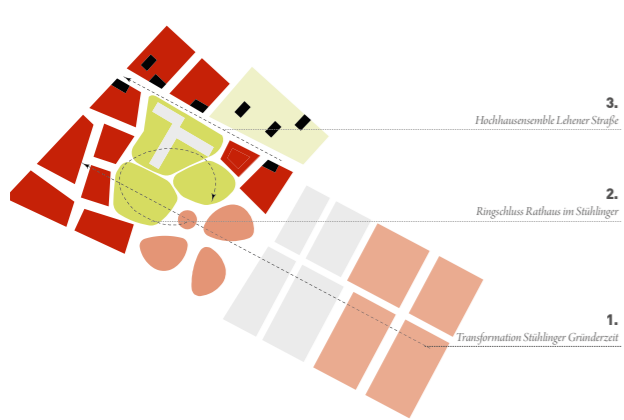 3.
Hochhausensemble Lehener Straße
2.
Ringschluss Rathaus im Stühlinger
1.
Transformation Stühlinger Gründerzeit